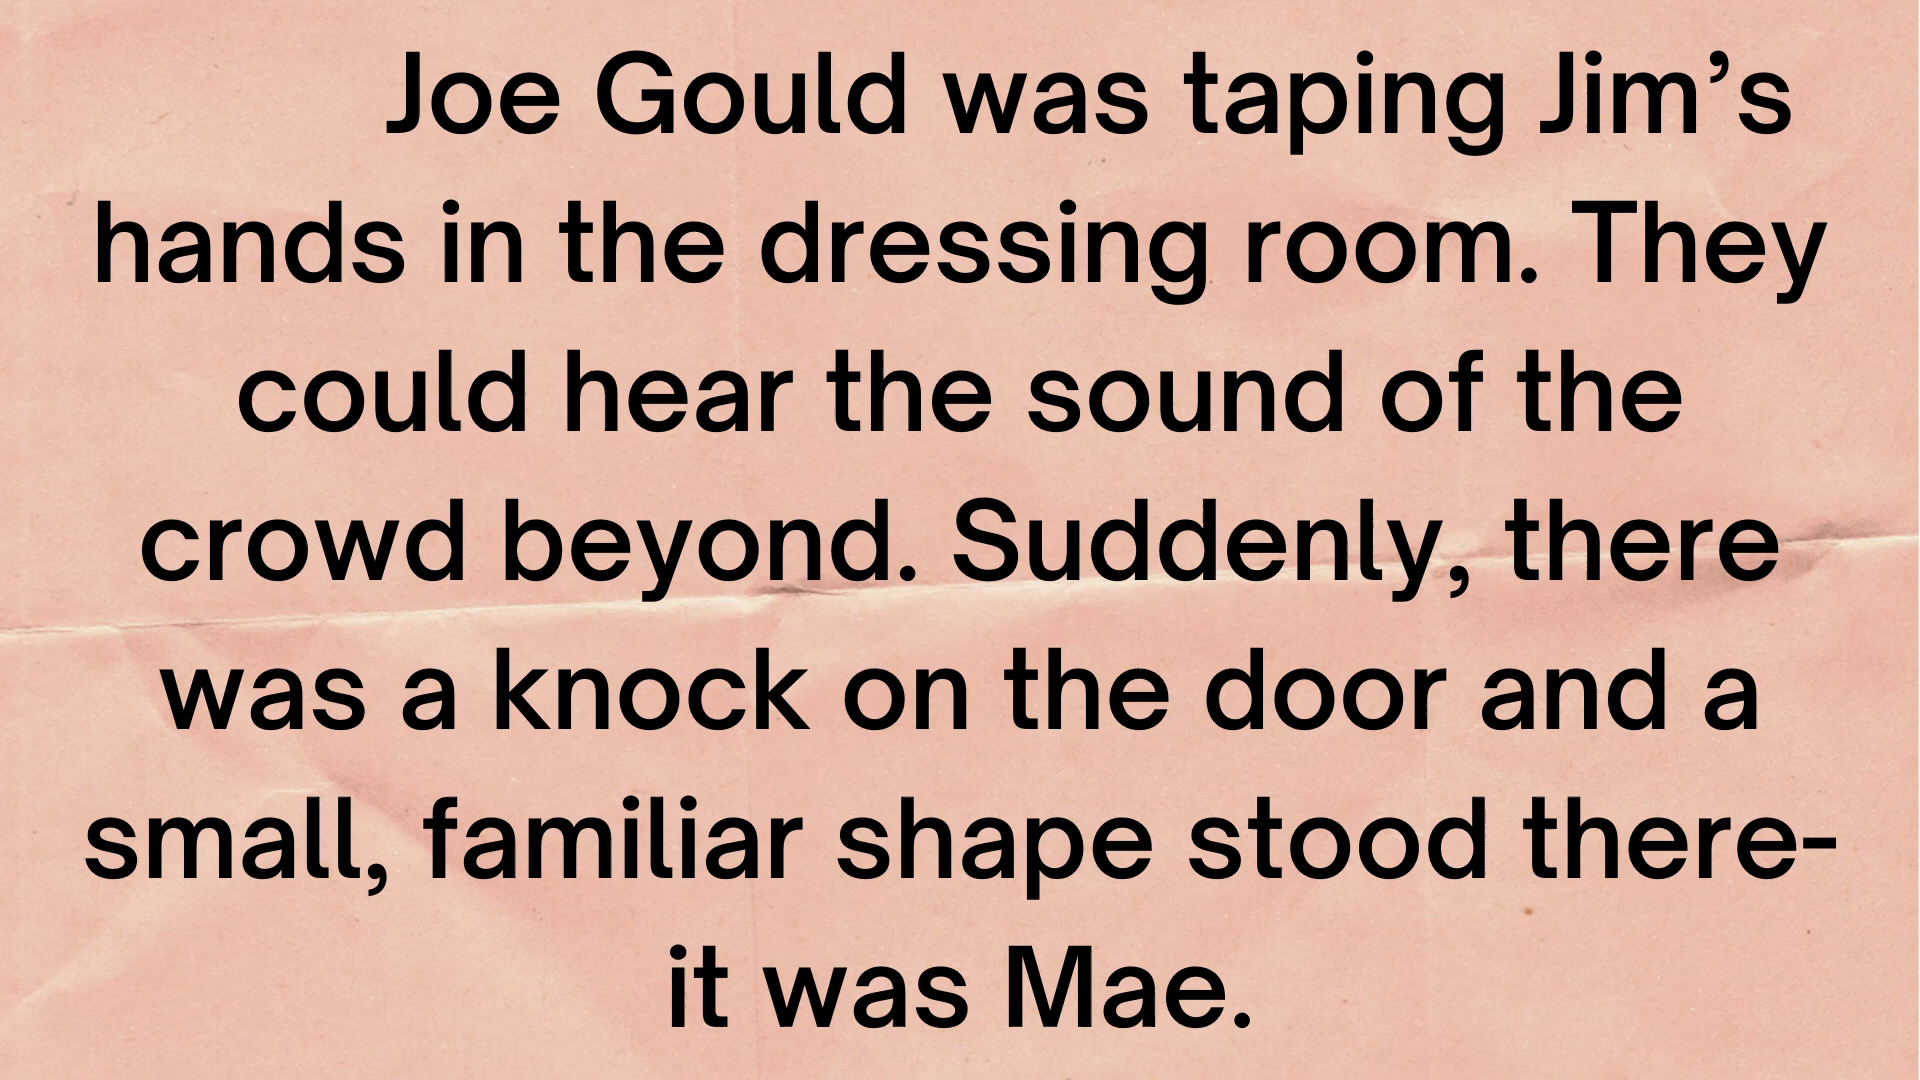 Joe Gould was taping Jim’s
hands in the dressing room. They
could hear the sound of the
crowd beyond. Suddenly, there
was a knock on the door and a
small, familiar shape stood there-
it was Mae.